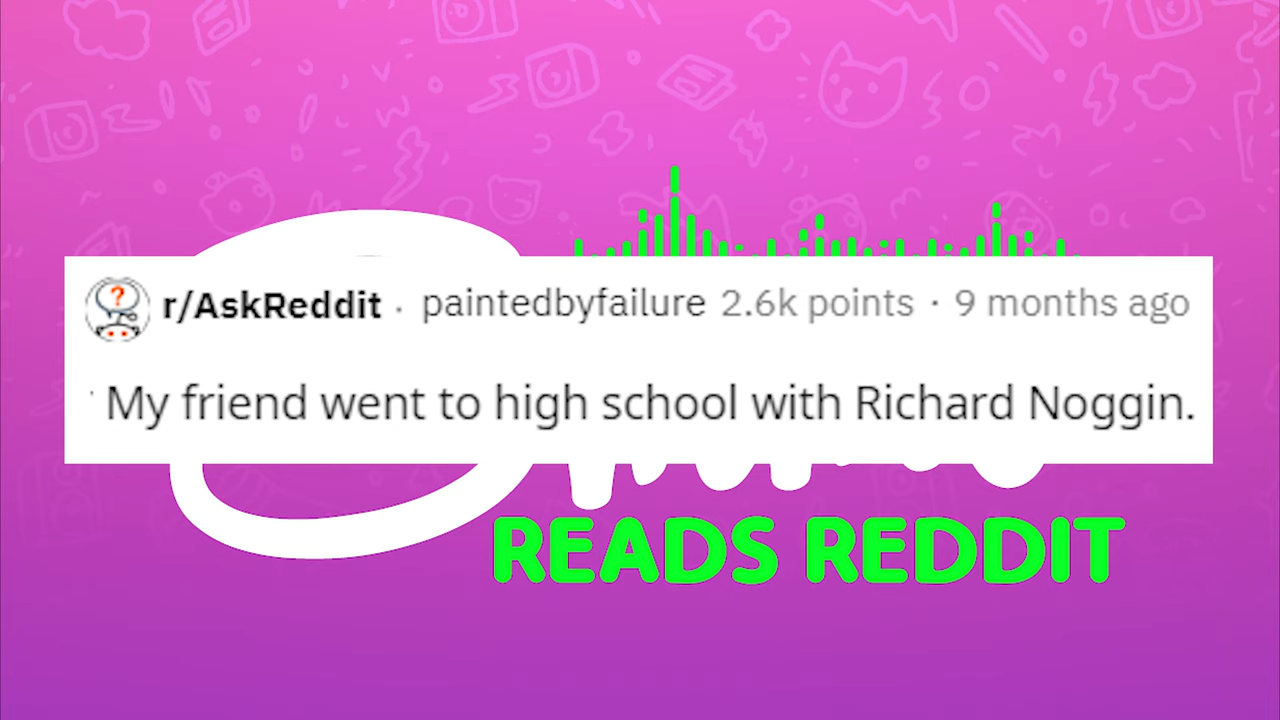 r/AskReddit · paintedbyfailure 2.6k points · 9 months ago
My friend went to high school with Richard Noggin.
READS REDDIT